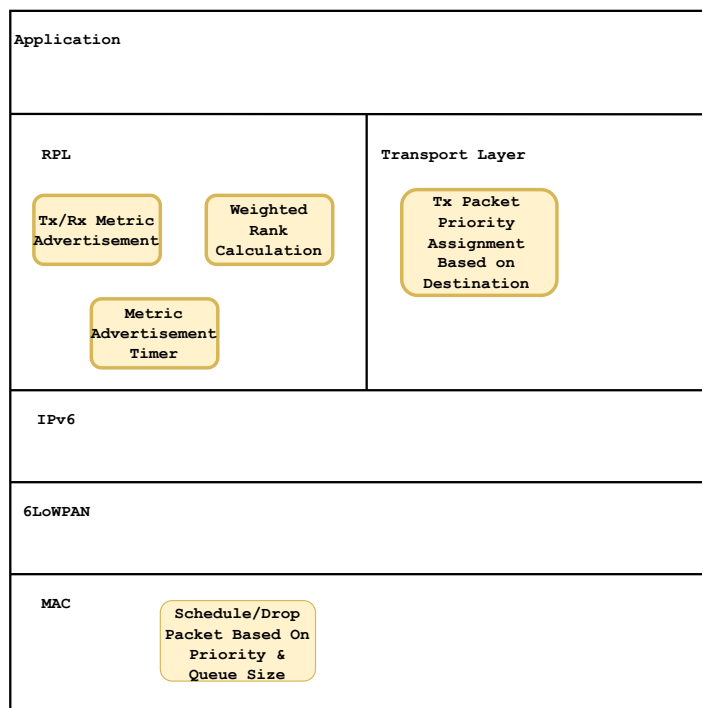 Application
RPL
Tx/Rx Metric
Advertisement
Weighted
Rank
Calculation
Metric
Advertisement
Timer
Transport Layer
Tx Packet
Priority
Assignment
Based on
Destination
IPv6
6LoWPAN
MAC
Schedule/Drop
Packet Based On
Priority &
Queue Size